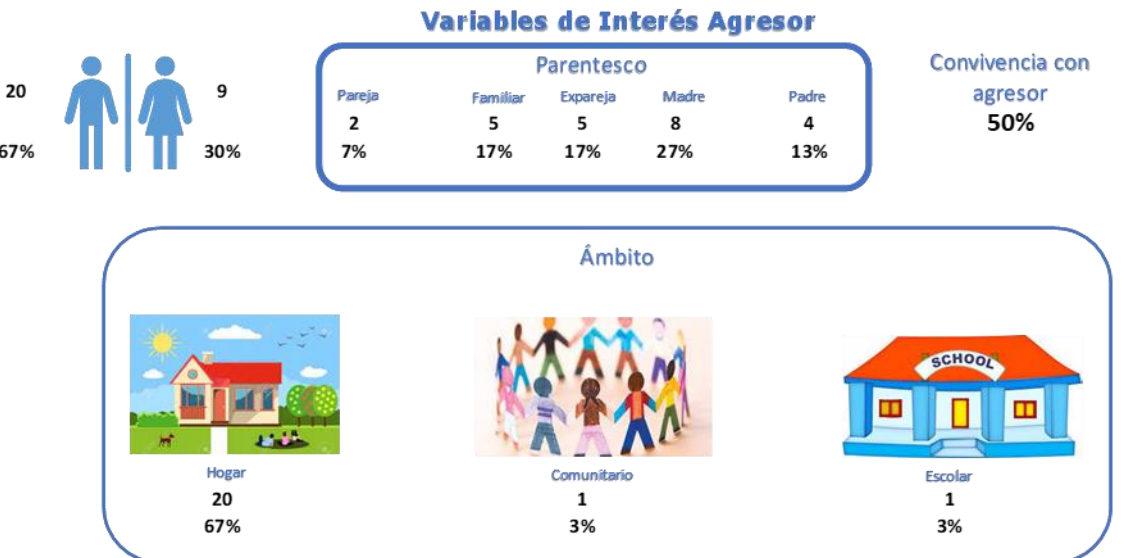 Variables de Interés Agresor
20
9
67%
30%
Parentesco
Pareja Familiar Expareja Madre Padre
2 5 5 8 4
7% 17% 17% 27% 13%
Convivencia con
agresor
50%
Ámbito
SCHOOL
Hogar Comunitario Escolar
20 1 1
67% 3% 3%